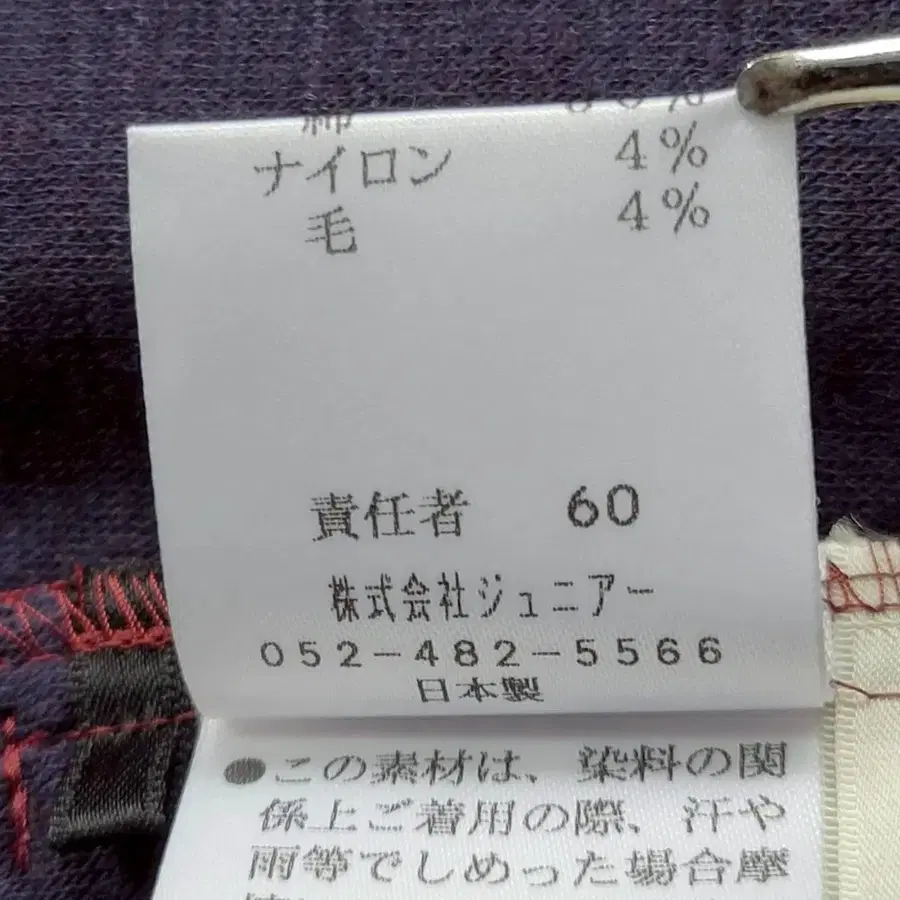 綿
ナイロン 4%
毛 4%
責任者 60
株式会社ジュニアー
052-482-5566
日本製
●この素材は、染料の関
係上ご着用の際、汗や
雨等でしめった場合摩